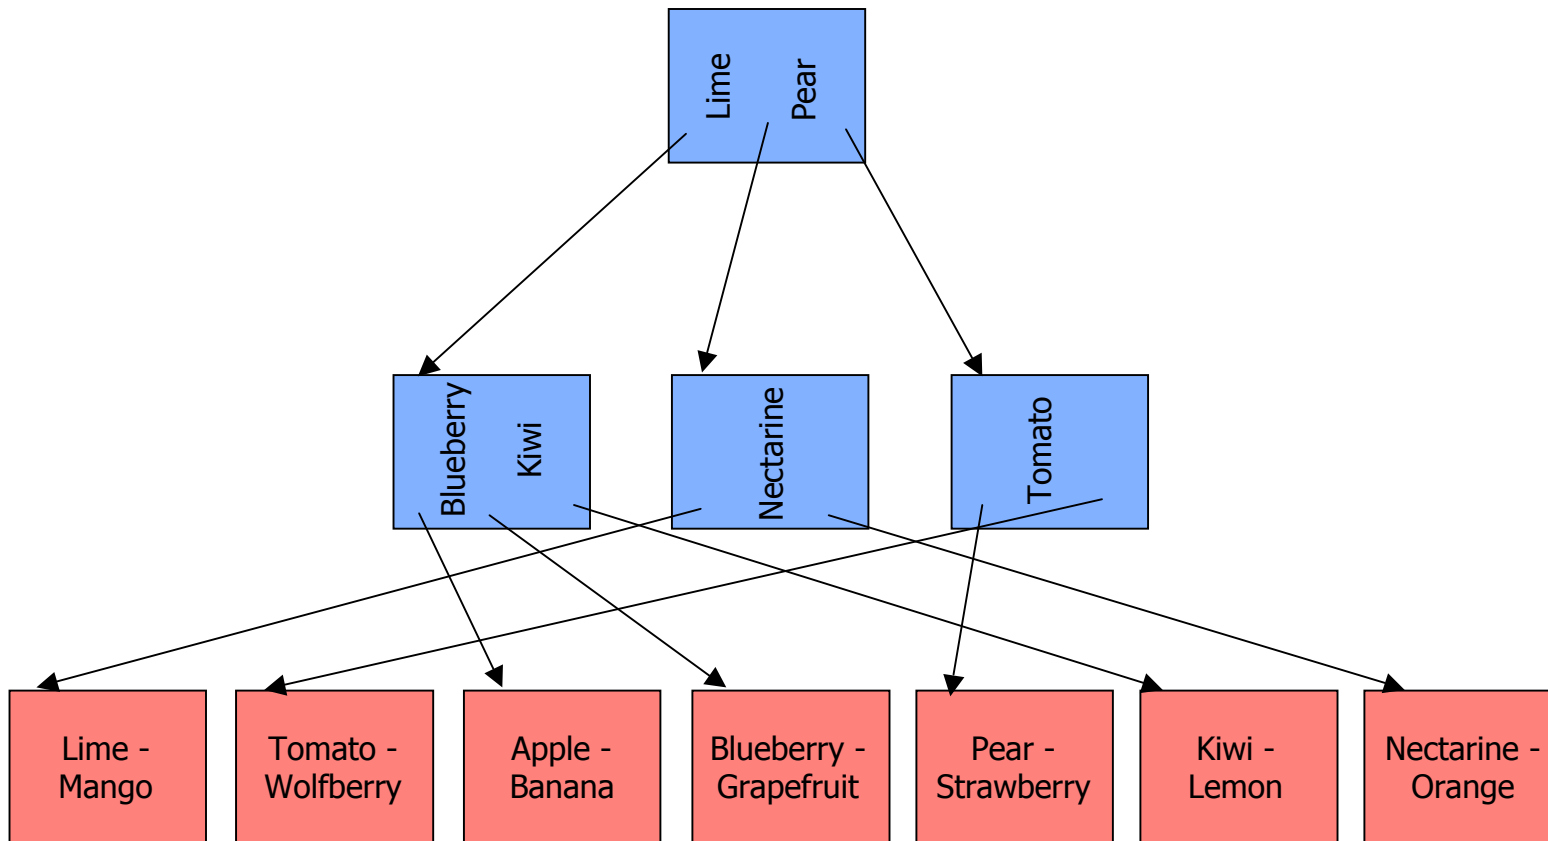 Lime
Pear
Blueberry
Kiwi
Nectarine
Tomato
Lime -
Mango
Tomato -
Wolfberry
Apple -
Banana
Blueberry -
Grapefruit
Pear -
Strawberry
Kiwi -
Lemon
Nectarine -
Orange